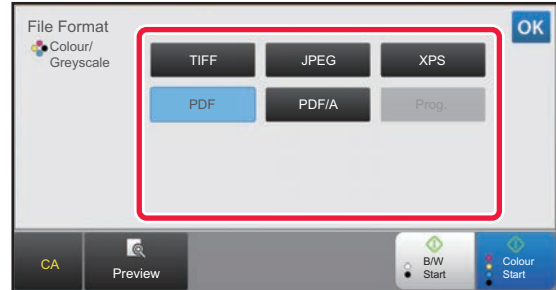 File Format
OK
Colour/
Greyscale
TIFF JPEG XPS
PDF PDF/A Prog.
CA
Preview
B/W
Start
Colour
Start